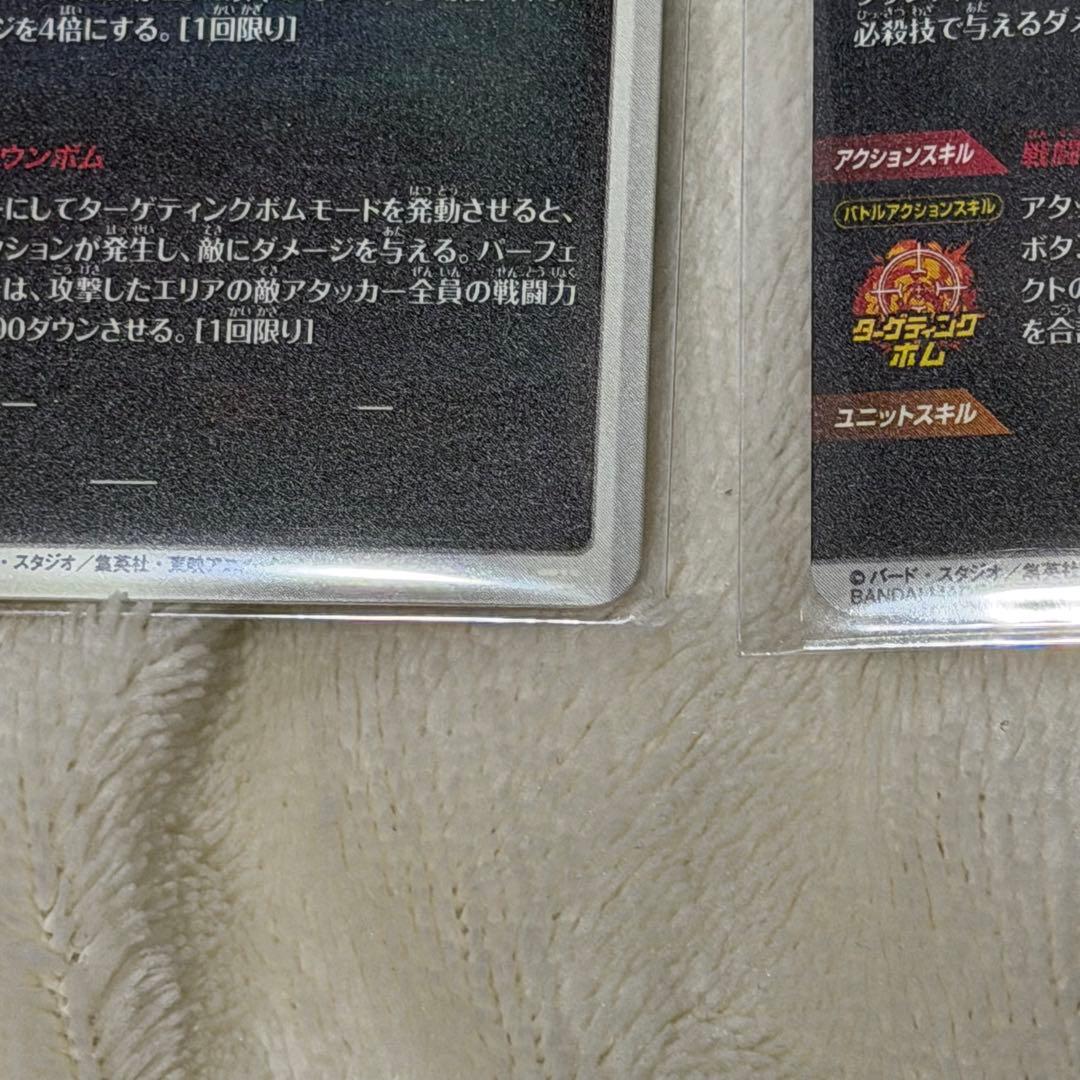 ジを4倍にする。[1回限り]
ウンボム
にしてターゲティングボムモードを発動させると、
クションが発生し、敵にダメージを与える。パーフェ
は、攻撃したエリアの敵アタッカー全員の戦闘力
00ダウンさせる。[1回限り]
・スタジオ／集英社・東映アニ
必殺技で与えるダメ
アクションスキル
戦闘
バトルアクションスキル
アタッ
ボタン
ターゲティング
ボム
クトの
を合
ユニットスキル
©バード・スタジオ／集英社
BANDAI